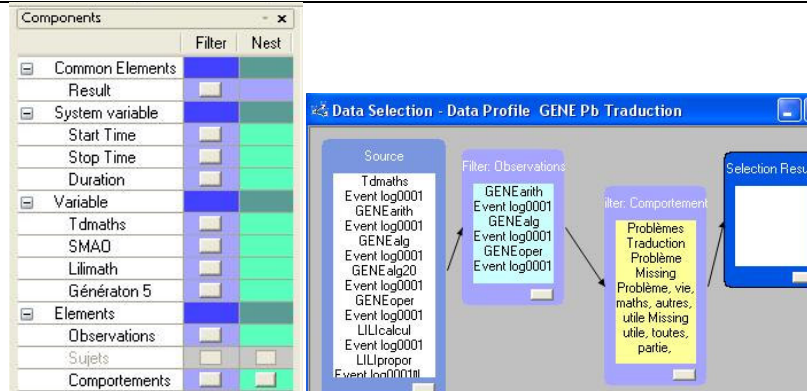 Components
Filter Nest
Common Elements
Result
System variable
Start Time
Stop Time
Duration
Variable
Tdmaths
SMAO
Lilimath
Génératon 5
Elements
Observations
Sujets
Comportements
Data Selection - Data Profile GENE Pb Traduction
Source
Tdmaths
Event log0001
GENEarith
Event log0001
GENEalg
Event log0001
GENEalg20
Event log0001
GENEoper
Event log0001
LILIcalcul
Event log0001
LILIpropor
Event log0001
Filter: Observations
GENEarith
Event log0001
GENEalg
Event log0001
GENEoper
Event log0001
ilter: Comportement
Problèmes
Traduction
Problème
Missing
Problème, vie,
maths, autres,
utile Missing
utile, toutes,
partie,
Selection Resu